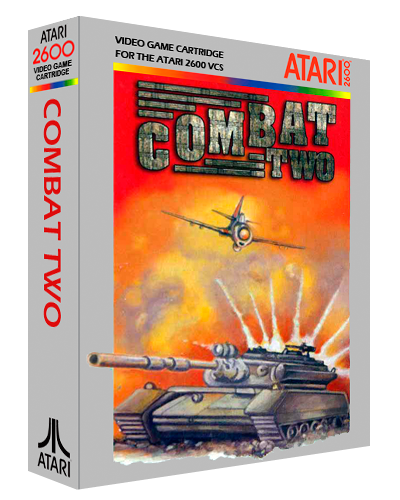 ATARI
2600
VIDEO GAME
CARTRIDGE
COMBAT TWO
ATARI
VIDEO GAME CARTRIDGE
FOR THE ATARI 2600 VCS
ATARI
2600
COMBAT
TWO